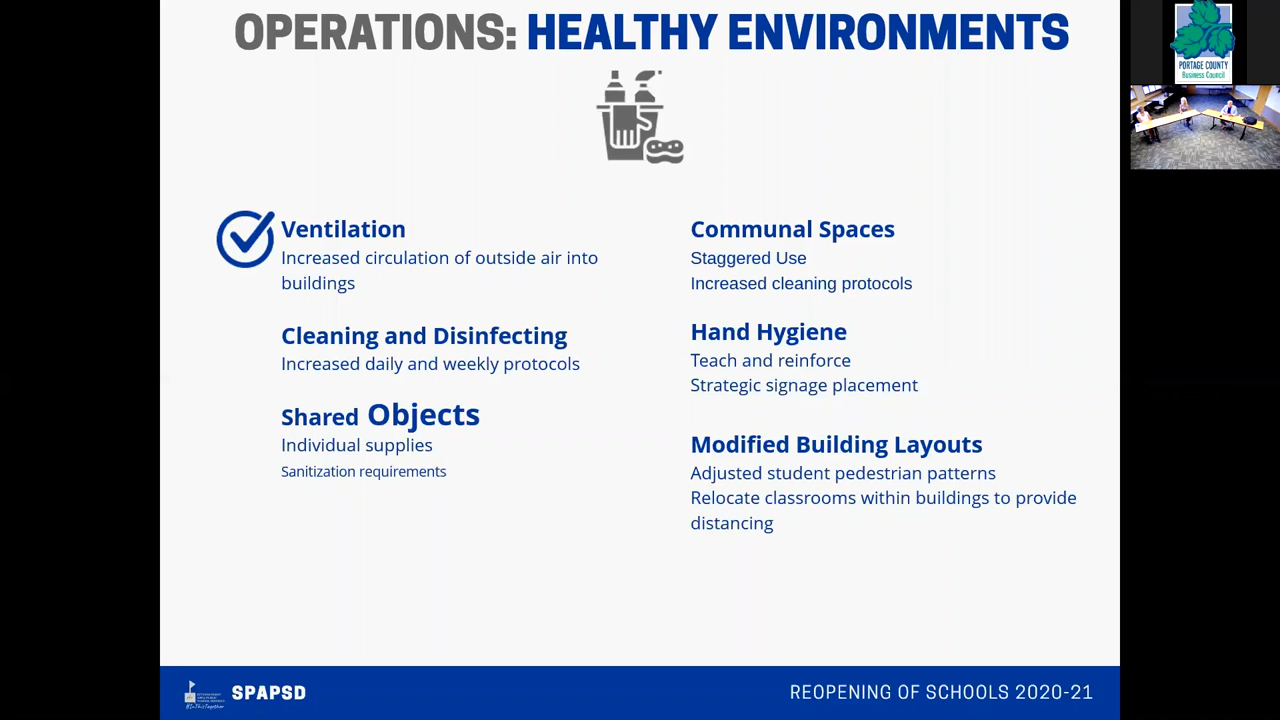 OPERATIONS: HEALTHY ENVIRONMENTS
PORTAGE COUNTY
Business Council
Ventilation
Increased circulation of outside air into
buildings
Cleaning and Disinfecting
Increased daily and weekly protocols
Shared Objects
Individual supplies
Sanitization requirements
Communal Spaces
Staggered Use
Increased cleaning protocols
Hand Hygiene
Teach and reinforce
Strategic signage placement
Modified Building Layouts
Adjusted student pedestrian patterns
Relocate classrooms within buildings to provide
distancing
#InThisTogether
SPAPSD
REOPENING OF SCHOOLS 2020-21